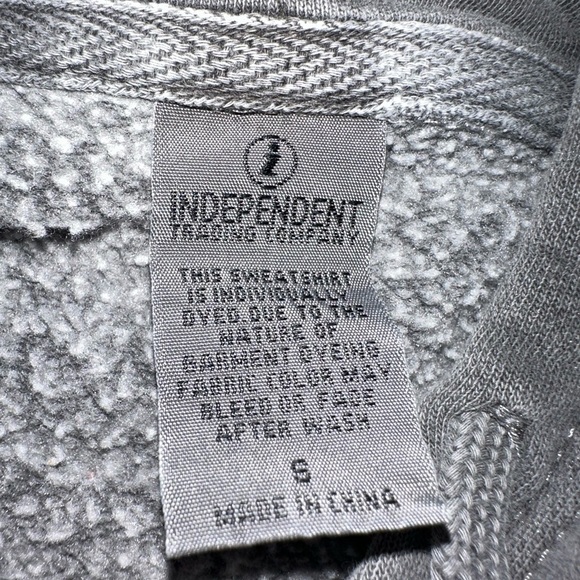 i
INDEPENDENT
TRADING COMPANY
THIS SWEATSHIRT
IS INDIVIDUALLY
DYED DUE TO THE
NATURE OF
GARMENT DYEING
FABRIC COLOR MAY
BLEED OR FADE
AFTER WASH
S
MADE IN CHINA